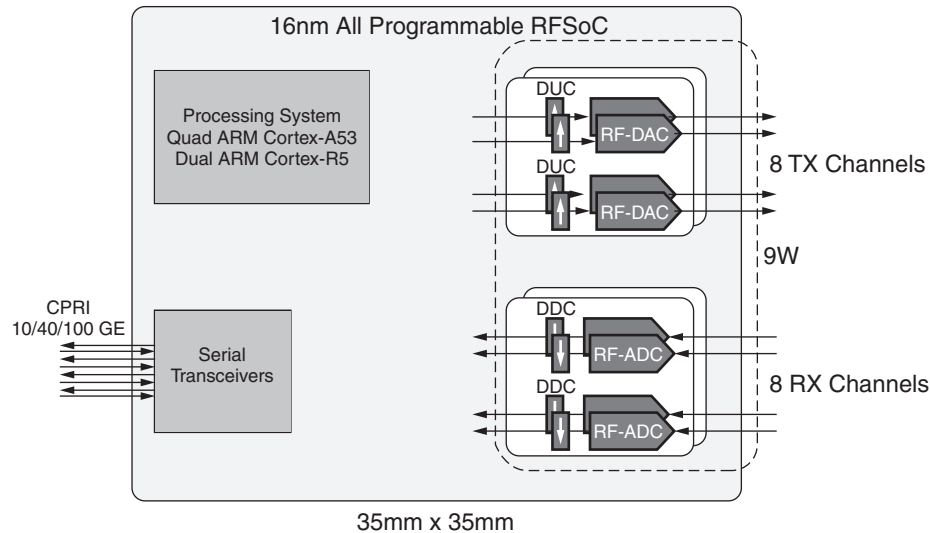 16nm All Programmable RFSoC
Processing System
Quad ARM Cortex-A53
Dual ARM Cortex-R5
DUC
RF-DAC
DUC
RF-DAC
8 TX Channels
9W
CPRI
10/40/100 GE
Serial
Transceivers
DDC
RF-ADC
DDC
RF-ADC
8 RX Channels
35mm x 35mm